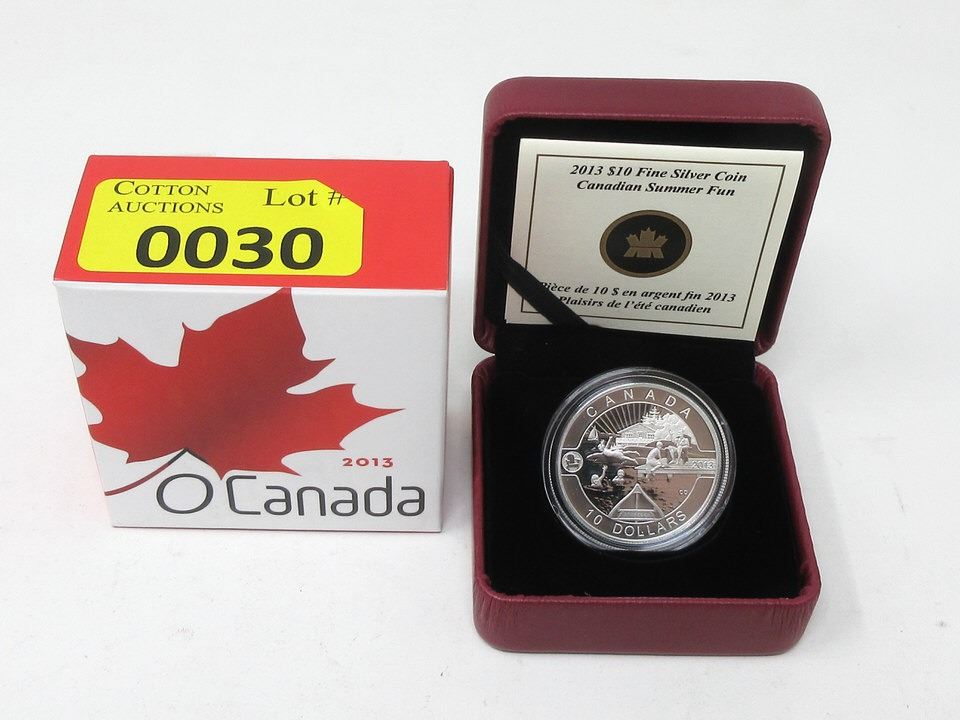 COTTON AUCTIONS
Lot #
0030
2013
O Canada
2013 $10 Fine Silver Coin
Canadian Summer Fun
de 10 $ en argent fin 2013
Plaisirs de l'été canadien
CANADA
2013
10 DOLLARS